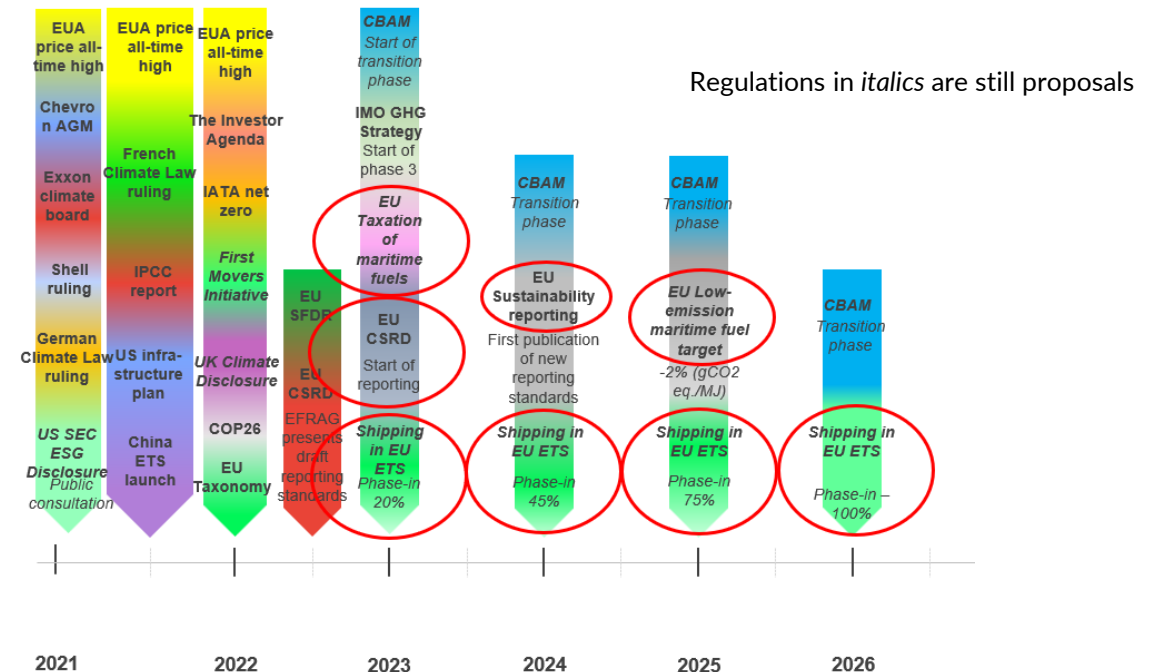 EUA
price all-
time high
Chevro
n AGM
Exxon
climate
board
Shell
ruling
German
Climate Law
ruling
US SEC
ESG
Disclosure
Public
consultation
EUA price
all-time
high
French
Climate Law
ruling
IPCC
report
US infra-
structure
plan
China
ETS
launch
EUA price
all-time
high
The Investor
Agenda
IATA net
zero
First
Movers
Initiative
UK Climate
Disclosure
COP26
EU
Taxonomy
EU
SFDR
EU
CSRD
EFRAG
presents
draft
reporting
standards
CBAM
Start of
transition
phase
IMO GHG
Strategy
Start of
phase 3
EU
Taxation
of
maritime
fuels
EU
CSRD
Start of
reporting
Shipping
in EU
ETS
Phase-in
20%
CBAM
Transition
phase
EU
Sustainability
reporting
First publication
of new
reporting
standards
Shipping in
EU ETS
Phase-in
45%
CBAM
Transition
phase
EU Low-
emission
maritime fuel
target
-2% (gCO2
eq./MJ)
Shipping in
EU ETS
Phase-in
75%
CBAM
Transition
phase
Shipping in
EU ETS
Phase-in –
100%
Regulations in italics are still proposals
2021
2022
2023
2024
2025
2026